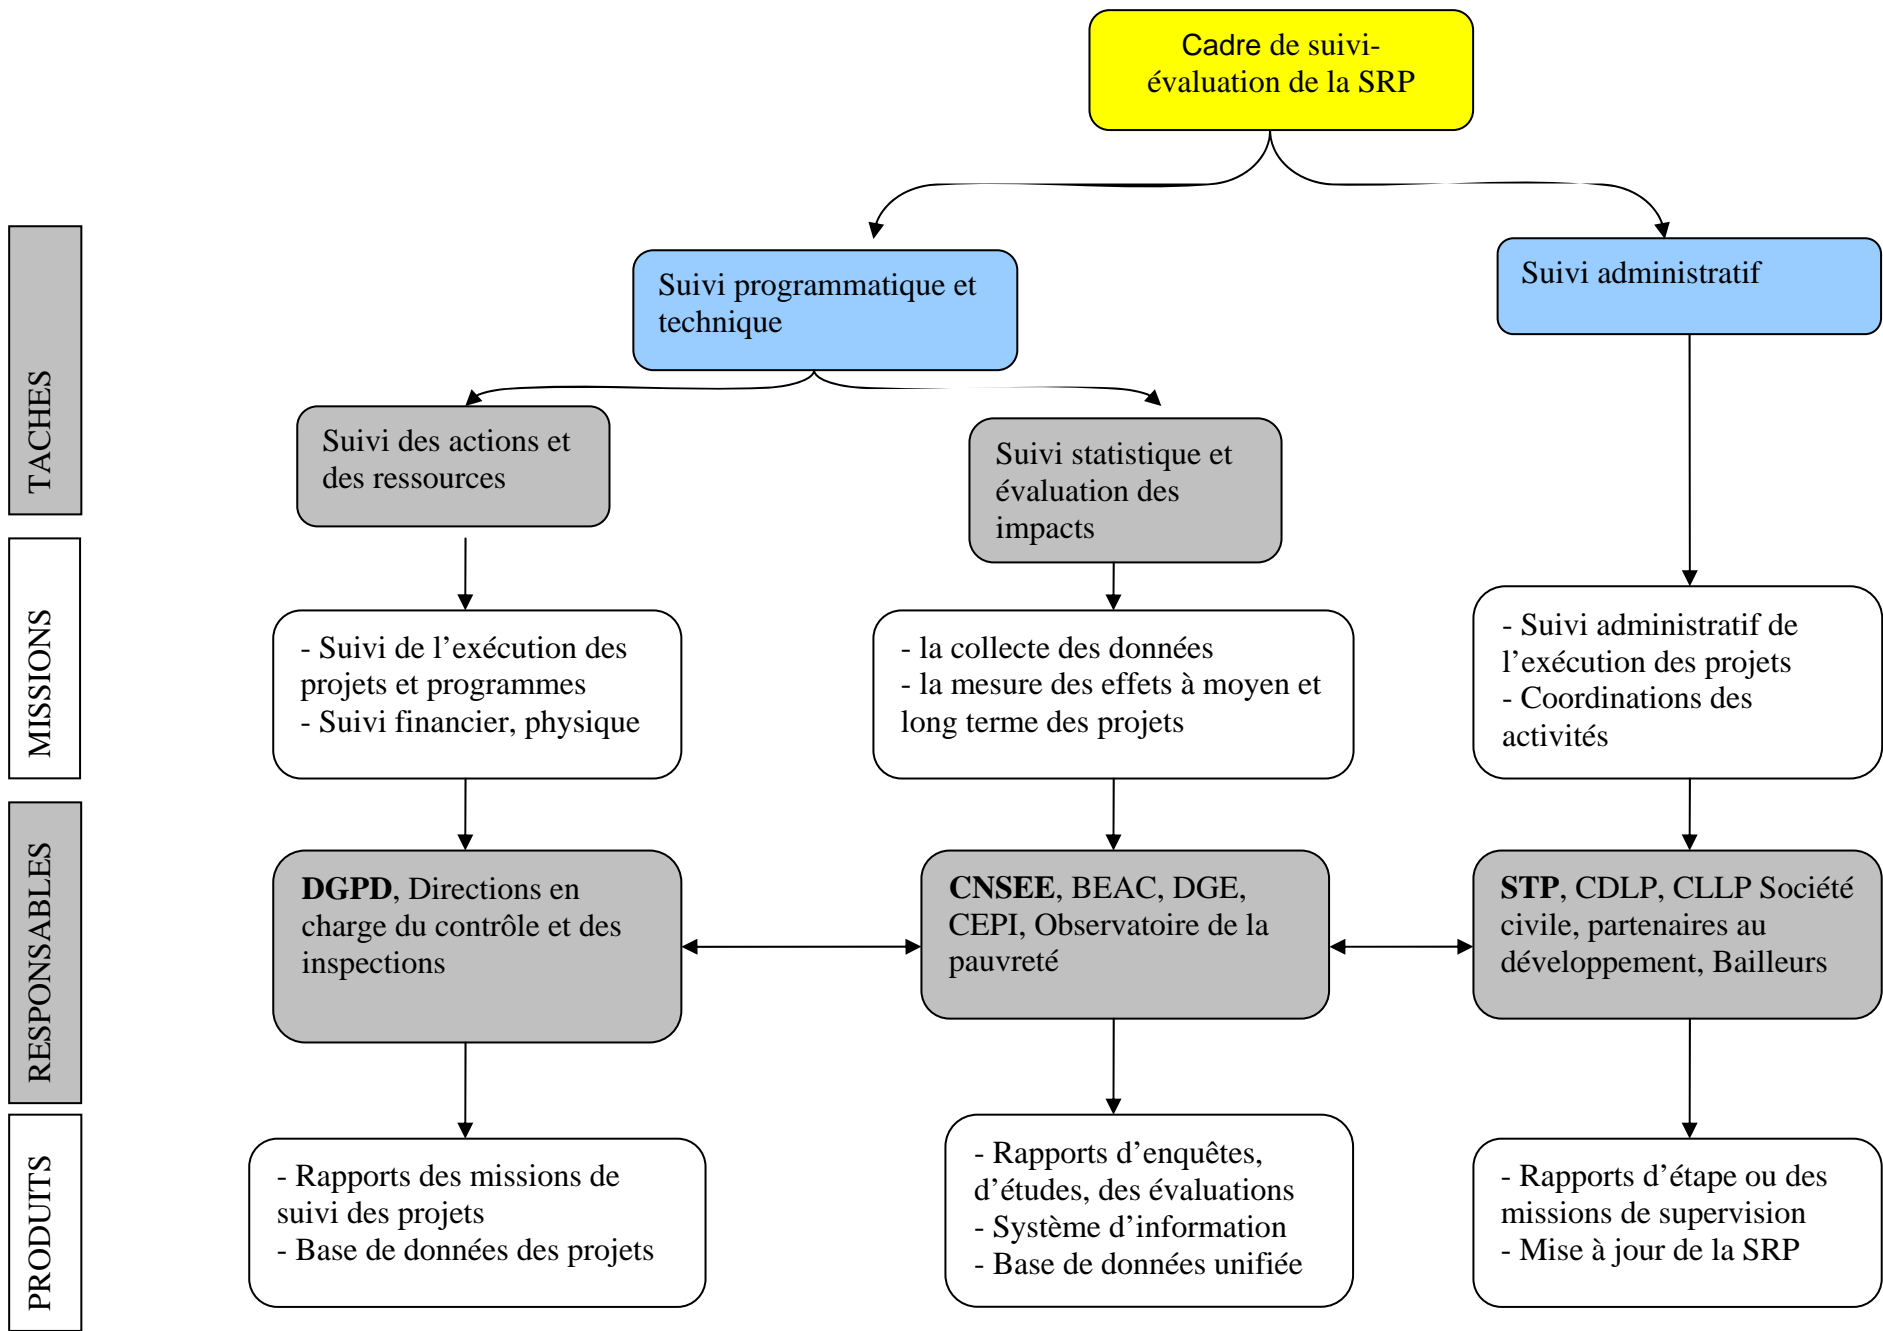 Cadre de suivi-
évaluation de la SRP
TACHES
Suivi programmatique et
technique
Suivi administratif
Suivi des actions et
des ressources
Suivi statistique et
évaluation des
impacts
MISSIONS
- Suivi de l’exécution des
projets et programmes
- Suivi financier, physique
- la collecte des données
- la mesure des effets à moyen et
long terme des projets
- Suivi administratif de
l’exécution des projets
- Coordinations des
activités
RESPONSABLES
DGPD, Directions en
charge du contrôle et des
inspections
CNSEE, BEAC, DGE,
CEPI, Observatoire de la
pauvreté
STP, CDLP, CLLP Société
civile, partenaires au
développement, Bailleurs
PRODUITS
- Rapports des missions de
suivi des projets
- Base de données des projets
- Rapports d’enquêtes,
d’études, des évaluations
- Système d’information
- Base de données unifiée
- Rapports d’étape ou des
missions de supervision
- Mise à jour de la SRP